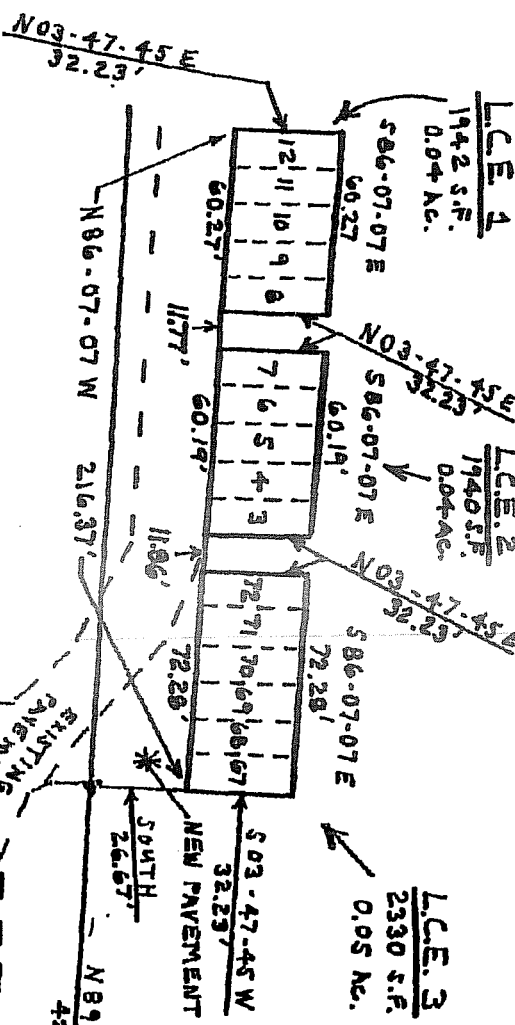 N03-47-45 E
32.23'
L.C.E. 1
1942 S.F.
0.04 AC.
S86-07-07 E
60.27
12 11 10 9 8
60.27'
11.77'
N03-47-45 E
32.23'
L.C.E. 2
1940 S.F.
0.04 AC.
S86-07-07 E
60.19'
7 6 5 4 3
60.19'
11.86'
N03-47-45 E
32.23'
S86-07-07 E
72.28'
72 71 70 69 68 67
72.28'
L.C.E. 3
2330 S.F.
0.05 AC.
S03-47-45 W
32.23'
NEW PAVEMENT
SOUTH
26.67'
N86-07-07 W 216.37'
EXISTING
N89